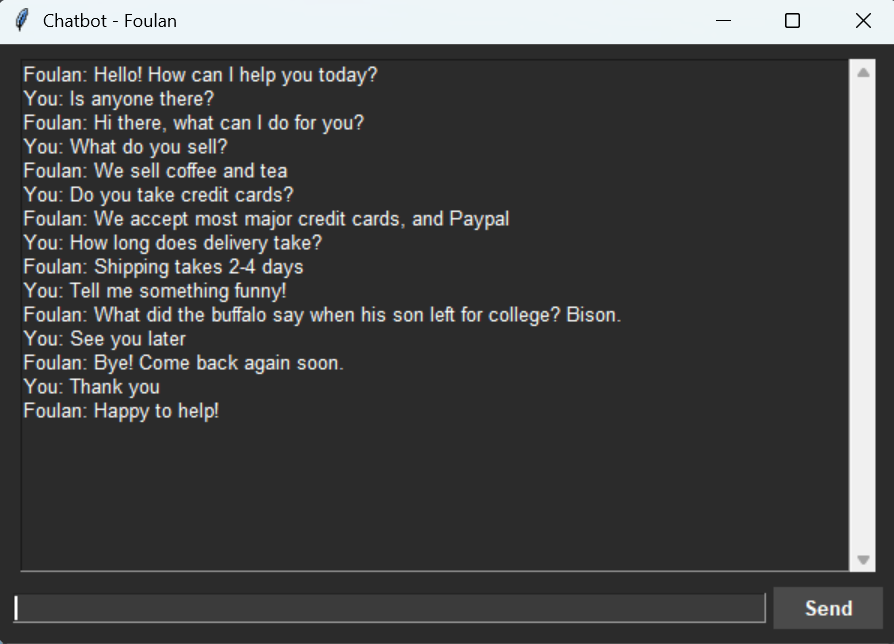 Chatbot - Foulan
Foulan: Hello! How can I help you today?
You: Is anyone there?
Foulan: Hi there, what can I do for you?
You: What do you sell?
Foulan: We sell coffee and tea
You: Do you take credit cards?
Foulan: We accept most major credit cards, and Paypal
You: How long does delivery take?
Foulan: Shipping takes 2-4 days
You: Tell me something funny!
Foulan: What did the buffalo say when his son left for college? Bison.
You: See you later
Foulan: Bye! Come back again soon.
You: Thank you
Foulan: Happy to help!
Send